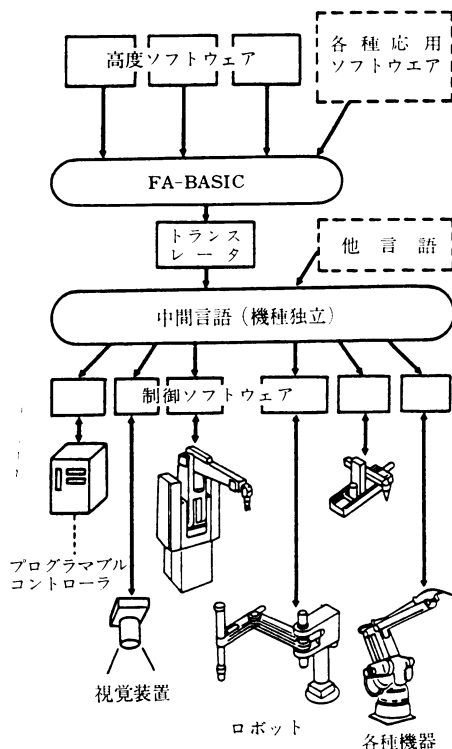 高度ソフトウェア
各種応用
ソフトウエア
FA-BASIC
トランス
レータ
他言語
中間言語（機種独立）
制御ソフトウェア
プログラマブル
コントローラ
視覚装置
ロボット
各種機器